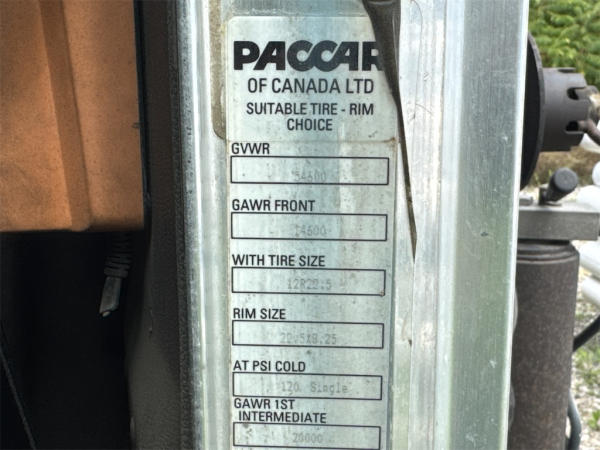 PACCAR
OF CANADA LTD
SUITABLE TIRE - RIM
CHOICE
GVWR
54600
GAWR FRONT
14600
WITH TIRE SIZE
12R22.5
RIM SIZE
22.5X8.25
AT PSI COLD
120 Single
GAWR 1ST
INTERMEDIATE
20000